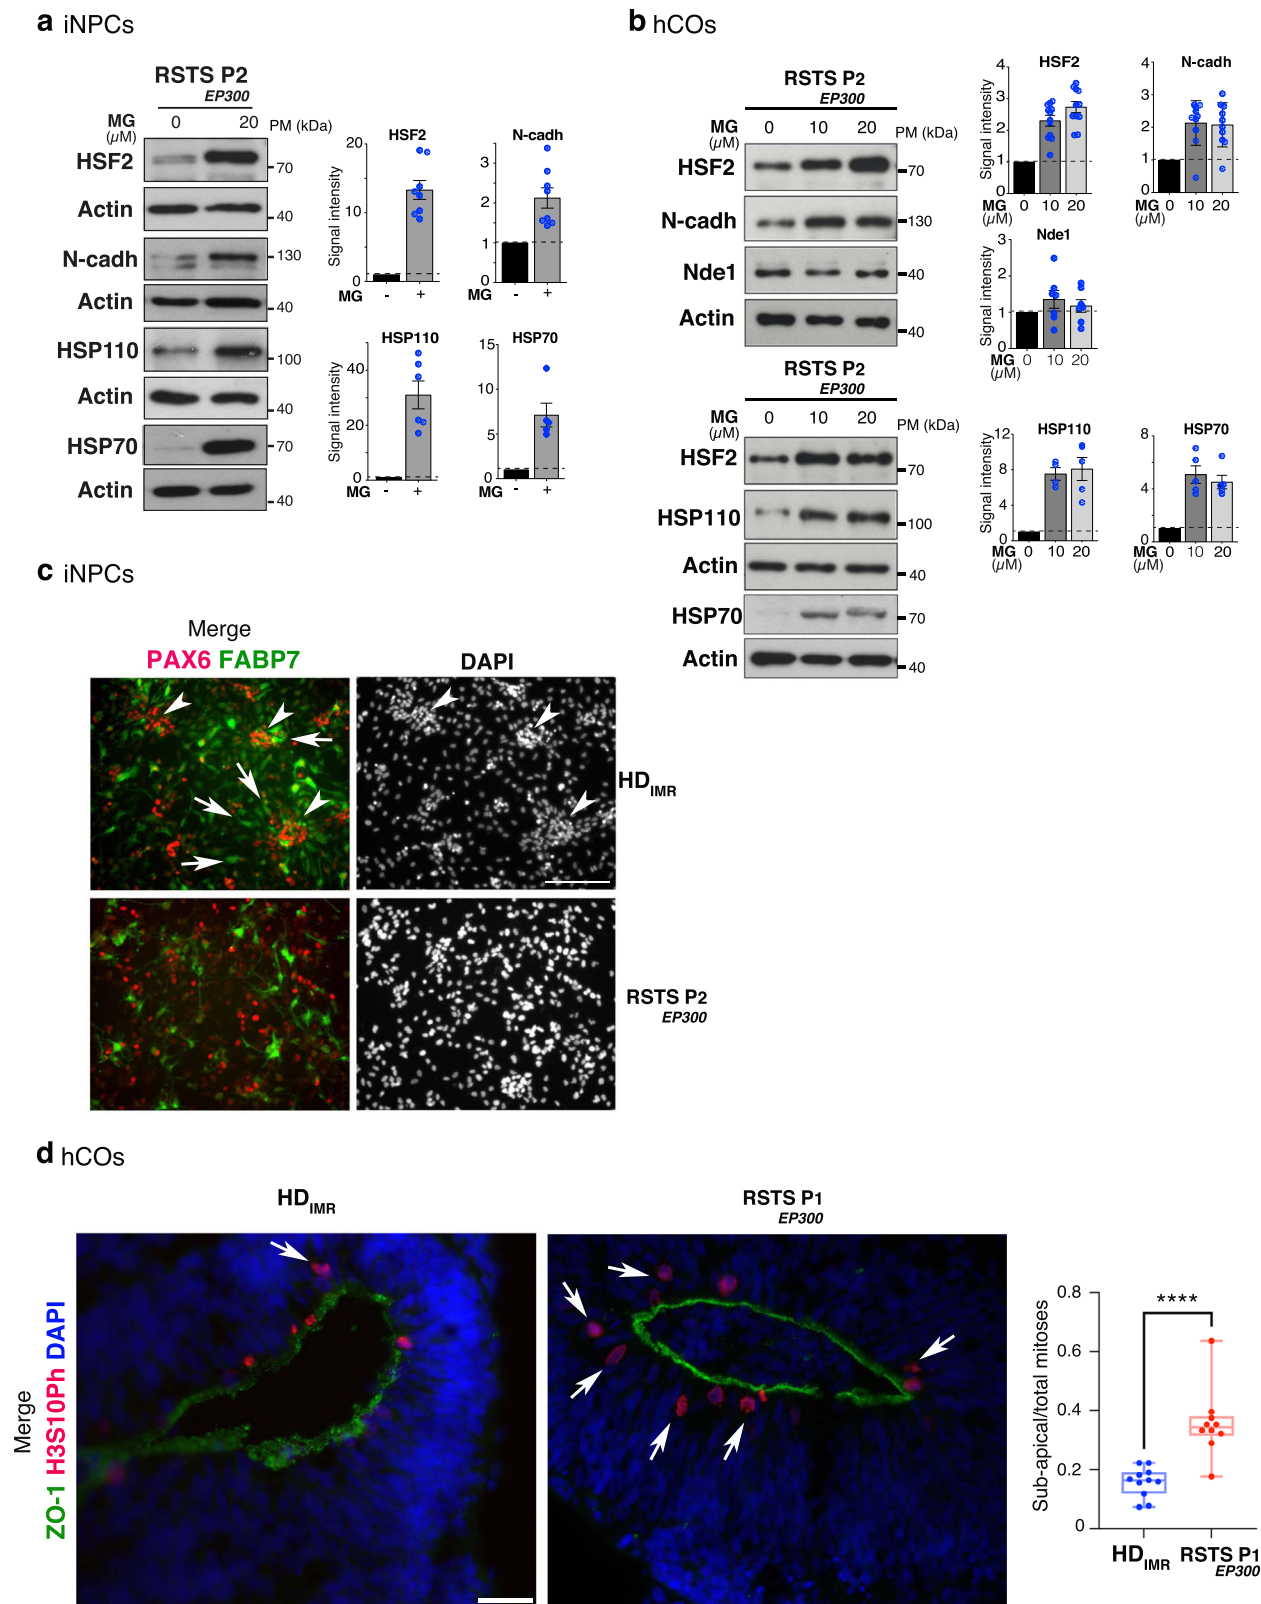 a iNPCs
RSTS P2
EP300
MG 0 20 PM (kDa)
(µM)
HSF2
70
Actin
40
N-cadh
130
Actin
40
HSP110
100
Actin
40
HSP70
70
Actin
40
HSF2
Signal intensity
20
10
0
MG - +
N-cadh
3
2
1
0
MG - +
HSP110
Signal intensity
40
20
0
MG - +
HSP70
15
10
5
0
MG - +
b hCOs
RSTS P2
EP300
MG 0 10 20
(µM)
HSF2
70
N-cadh
130
Nde1
40
Actin
40
RSTS P2
EP300
MG 0 10 20 PM (kDa)
(µM)
HSF2
70
HSP110
100
Actin
40
HSP70
70
Actin
40
HSF2
Signal intensity
4
3
2
1
0
MG 0 10 20
(µM)
N-cadh
4
3
2
1
0
MG 0 10 20
(µM)
Nde1
Signal intensity
3
2
1
0
MG 0 10 20
(µM)
HSP110
Signal intensity
12
8
4
0
MG 0 10 20
(µM)
HSP70
8
4
0
MG 0 10 20
(µM)
c iNPCs
Merge
PAX6 FABP7
DAPI
HD IMR
RSTS P2
EP300
d hCOs
HD IMR
RSTS P1
EP300
Merge
ZO-1 H3S10Ph DAPI
Sub-apical/total mitoses
0.8
0.6
0.4
0.2
0
****
HD IMR
RSTS P1
EP300